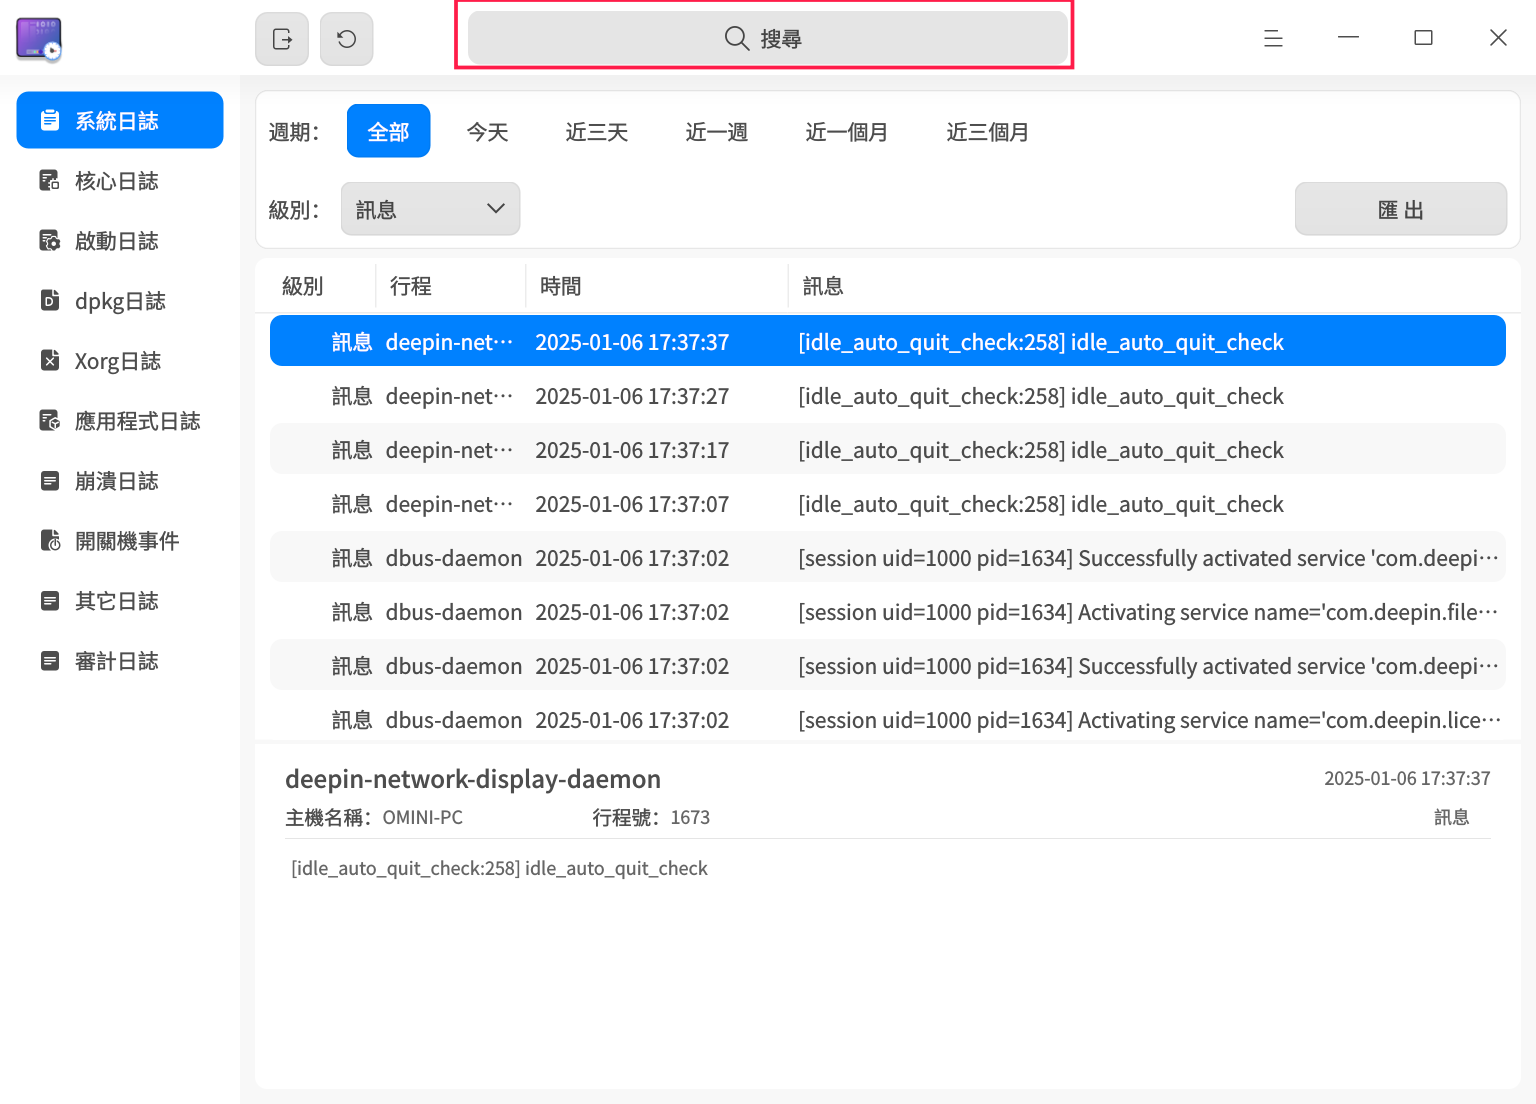 搜尋
系統日誌
核心日誌
啟動日誌
dpkg日誌
Xorg日誌
應用程式日誌
崩潰日誌
開關機事件
其它日誌
審計日誌
週期： 全部 今天 近三天 近一週 近一個月 近三個月
級別： 訊息 匯出
級別 行程 時間 訊息
訊息 deepin-net··· 2025-01-06 17:37:37 [idle_auto_quit_check:258] idle_auto_quit_check
訊息 deepin-net··· 2025-01-06 17:37:27 [idle_auto_quit_check:258] idle_auto_quit_check
訊息 deepin-net··· 2025-01-06 17:37:17 [idle_auto_quit_check:258] idle_auto_quit_check
訊息 deepin-net··· 2025-01-06 17:37:07 [idle_auto_quit_check:258] idle_auto_quit_check
訊息 dbus-daemon 2025-01-06 17:37:02 [session uid=1000 pid=1634] Successfully activated service 'com.deepi···
訊息 dbus-daemon 2025-01-06 17:37:02 [session uid=1000 pid=1634] Activating service name='com.deepin.file···
訊息 dbus-daemon 2025-01-06 17:37:02 [session uid=1000 pid=1634] Successfully activated service 'com.deepi···
訊息 dbus-daemon 2025-01-06 17:37:02 [session uid=1000 pid=1634] Activating service name='com.deepin.lice···
deepin-network-display-daemon 2025-01-06 17:37:37
主機名稱： OMINI-PC 行程號： 1673 訊息
[idle_auto_quit_check:258] idle_auto_quit_check